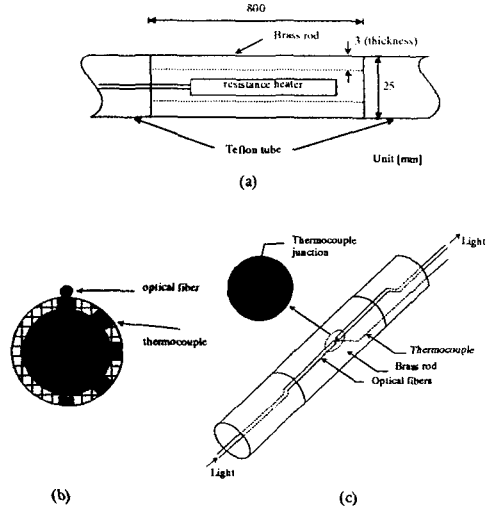 800
Brass rod
3 (thickness)
resistance heater
25
Teflon tube
Unit [mm]
(a)
Thermocouple
junction
Light
optical fiber
thermocouple
Thermocouple
Brass rod
Optical fibers
Light
(b)
(c)